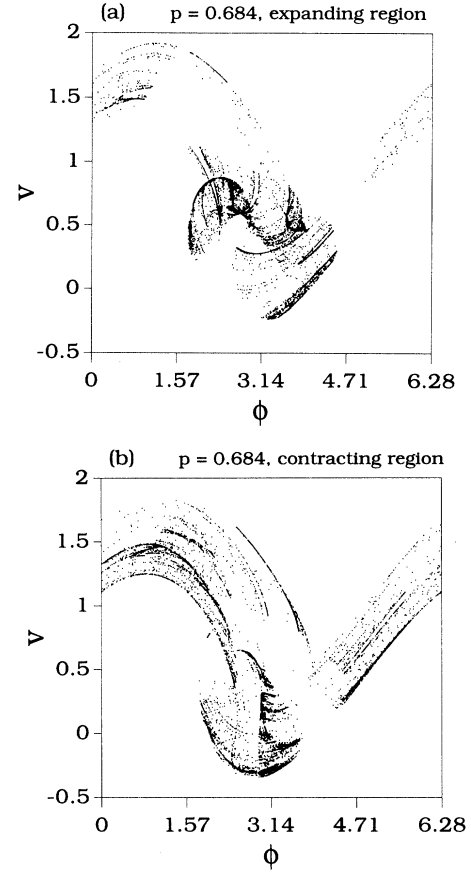 (a) p = 0.684, expanding region
2
1.5
1
V
0.5
0
-0.5
0 1.57 3.14 4.71 6.28
ϕ
(b) p = 0.684, contracting region
2
1.5
1
V
0.5
0
-0.5
0 1.57 3.14 4.71 6.28
ϕ